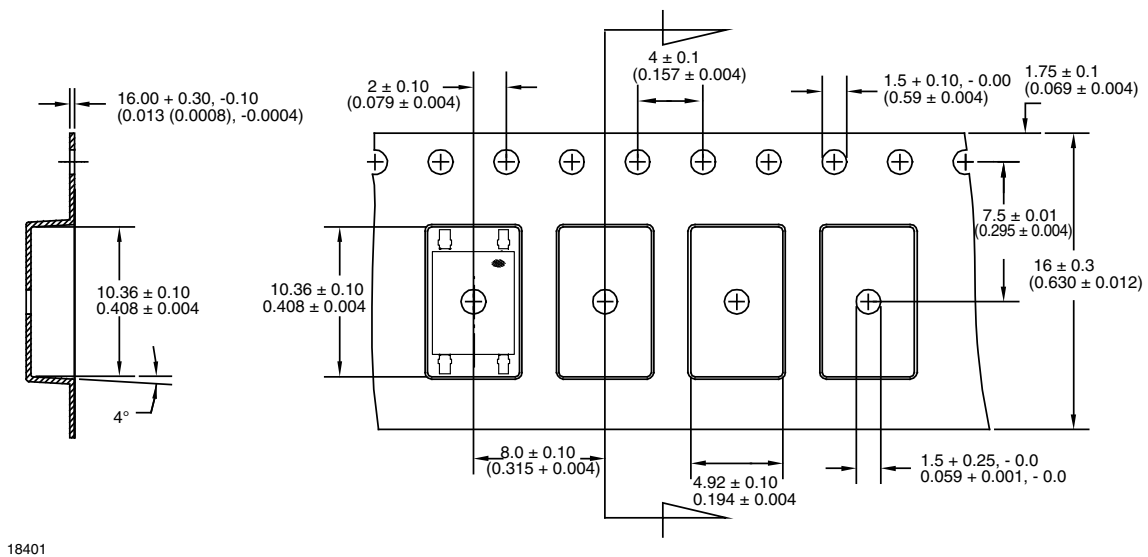 4 ± 0.1
(0.157 ± 0.004)
2 ± 0.10
(0.079 ± 0.004)
1.5 + 0.10, - 0.00
(0.59 ± 0.004)
1.75 ± 0.1
(0.069 ± 0.004)
16.00 + 0.30, -0.10
(0.013 (0.0008), -0.0004)
7.5 ± 0.01
(0.295 ± 0.004)
16 ± 0.3
(0.630 ± 0.012)
10.36 ± 0.10
0.408 ± 0.004
10.36 ± 0.10
0.408 ± 0.004
4°
8.0 ± 0.10
(0.315 + 0.004)
4.92 ± 0.10
0.194 ± 0.004
1.5 + 0.25, - 0.0
0.059 + 0.001, - 0.0
18401